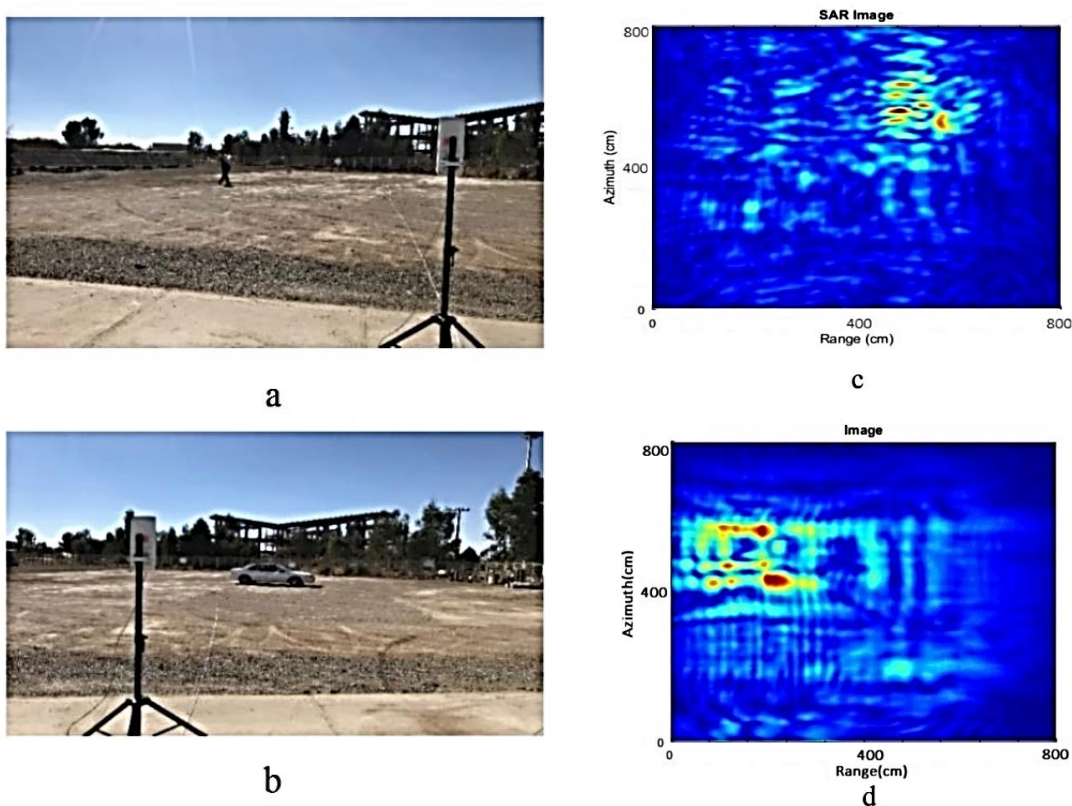 a
SAR Image
800
400
0
Azimuth (cm)
0
400
800
Range (cm)
c
b
Image
800
400
0
Azimuth(cm)
0
400
800
Range(cm)
d